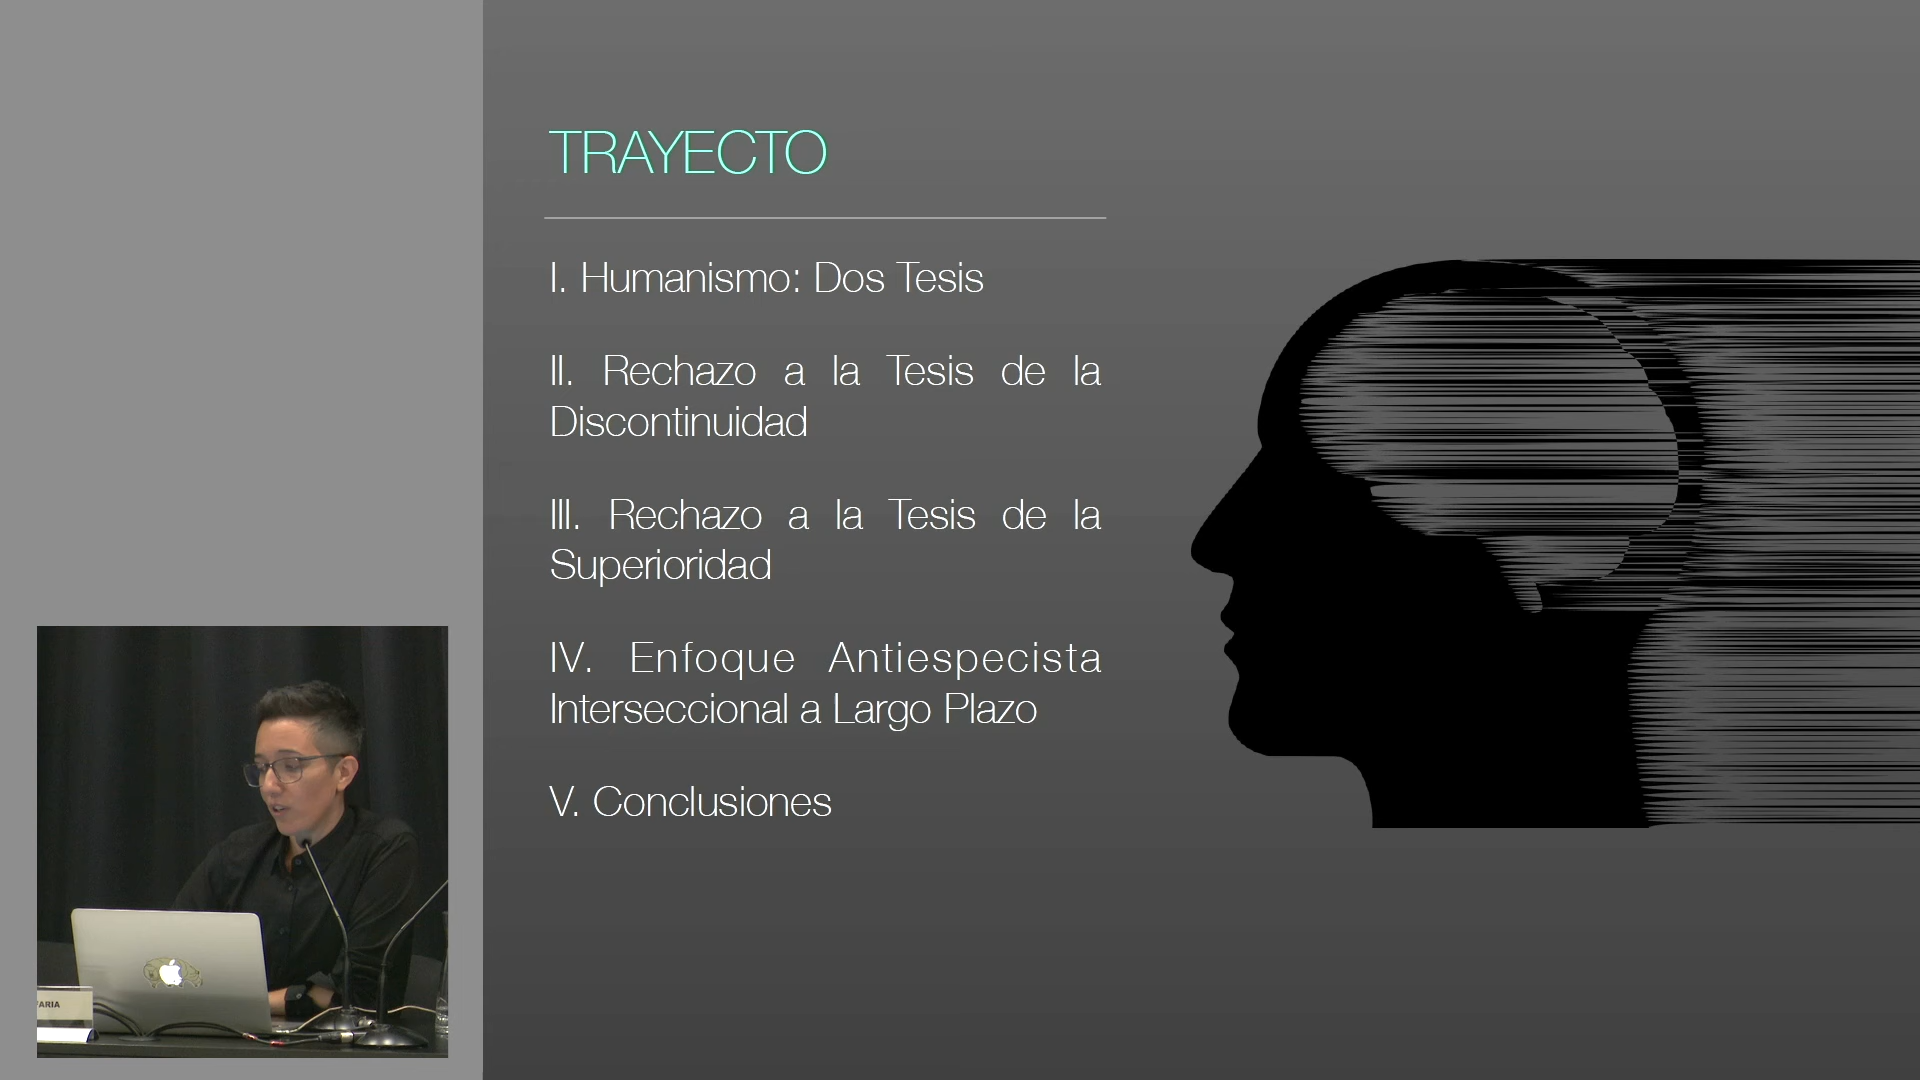 TRAYECTO
I. Humanismo: Dos Tesis
II. Rechazo a la Tesis de la
Discontinuidad
III. Rechazo a la Tesis de la
Superioridad
IV. Enfoque Antiespecista
Interseccional a Largo Plazo
V. Conclusiones